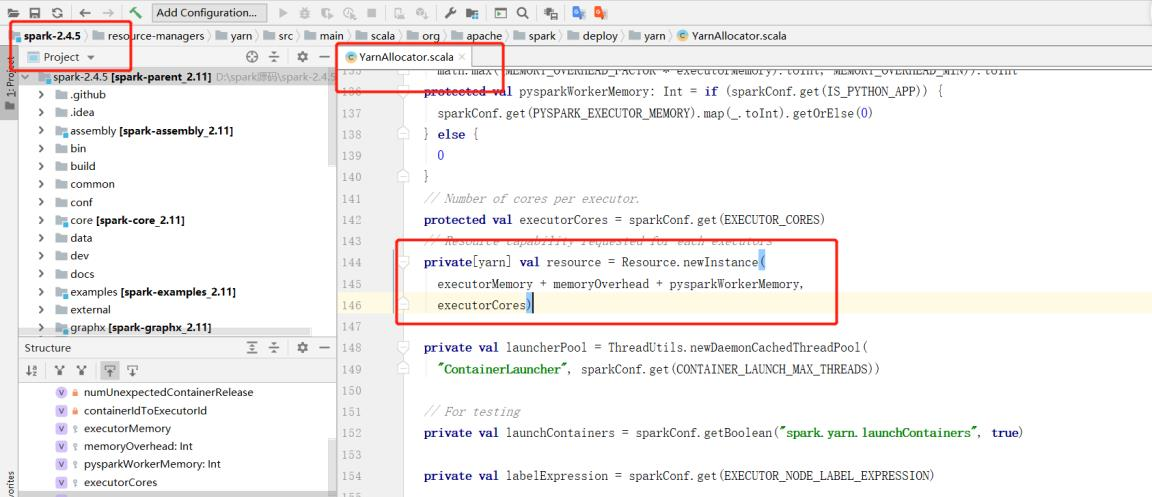 Add Configuration...
spark-2.4.5 resource-managers yarn src main scala org apache spark deploy yarn YarnAllocator.scala
1: Project
Project
YarnAllocator.scala
spark-2.4.5 [spark-parent_2.11] D:\spark源码\spark-2.4.5
.github
.idea
assembly [spark-assembly_2.11]
bin
build
common
conf
core [spark-core_2.11]
data
dev
docs
examples [spark-examples_2.11]
external
graphx [spark-graphx_2.11]
Structure
numUnexpectedContainerRelease
containerIdToExecutorId
executorMemory
memoryOverhead: Int
pysparkWorkerMemory: Int
executorCores
135 math.max((MEMORY_OVERHEAD_FACTOR * executorMemory).toInt, MEMORY_OVERHEAD_MIN)).toInt
136 protected val pysparkWorkerMemory: Int = if (sparkConf.get(IS_PYTHON_APP)) {
137 sparkConf.get(PYSPARK_EXECUTOR_MEMORY).map(_.toInt).getOrElse(0)
138 } else {
139 0
140 }
141 // Number of cores per executor.
142 protected val executorCores = sparkConf.get(EXECUTOR_CORES)
143 // Resource capability requested for each executors
144 private[yarn] val resource = Resource.newInstance(
145 executorMemory + memoryOverhead + pysparkWorkerMemory,
146 executorCores)
147
148 private val launcherPool = ThreadUtils.newDaemonCachedThreadPool(
149 "ContainerLauncher", sparkConf.get(CONTAINER_LAUNCH_MAX_THREADS))
150
151 // For testing
152 private val launchContainers = sparkConf.getBoolean("spark.yarn.launchContainers", true)
153
154 private val labelExpression = sparkConf.get(EXECUTOR_NODE_LABEL_EXPRESSION)
155